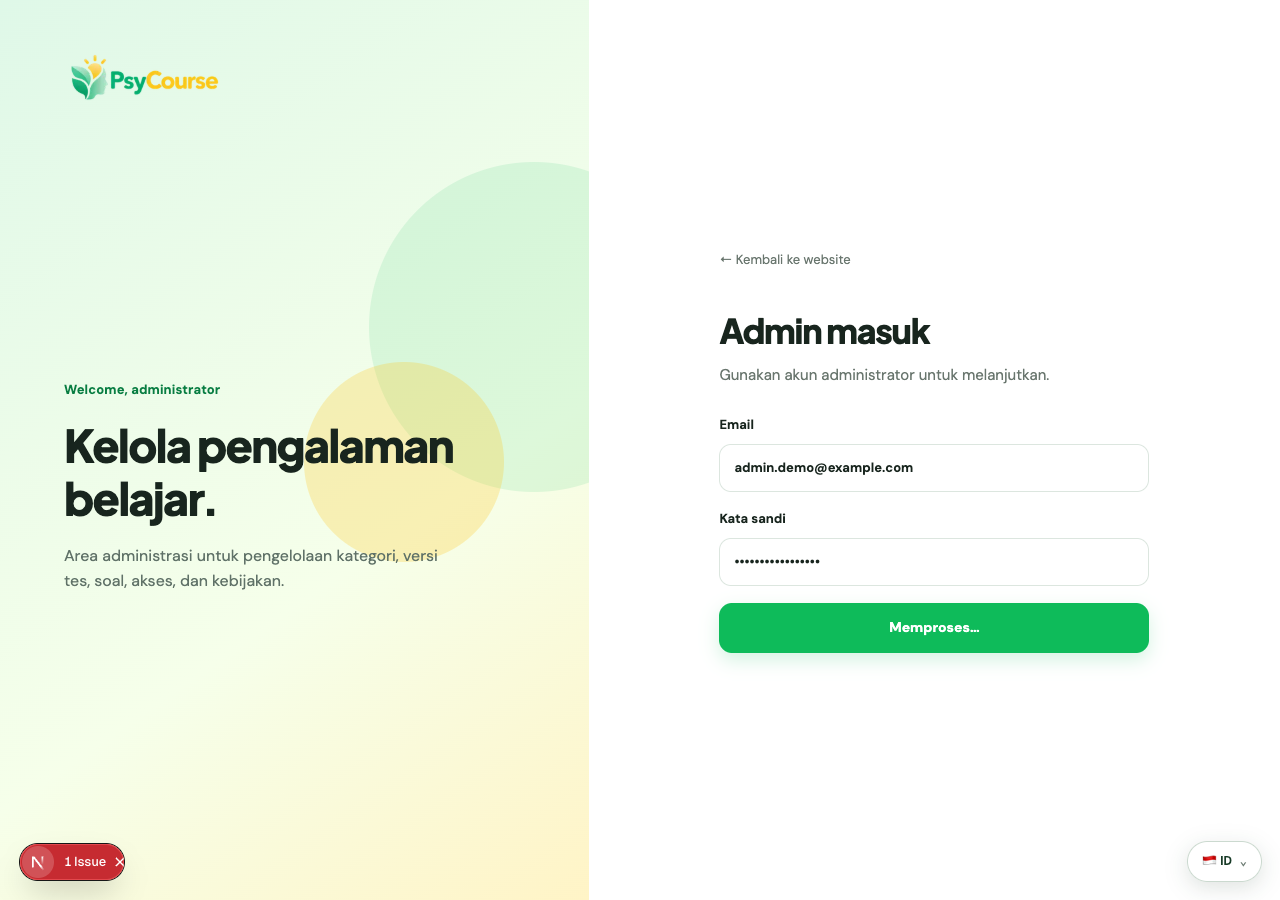 PsyCourse
Welcome, administrator
Kelola pengalaman
belajar.
Area administrasi untuk pengelolaan kategori, versi
tes, soal, akses, dan kebijakan.
1 Issue
← Kembali ke website
Admin masuk
Gunakan akun administrator untuk melanjutkan.
Email
admin.demo@example.com
Kata sandi
•••••••••••••••••
Memproses…
ID